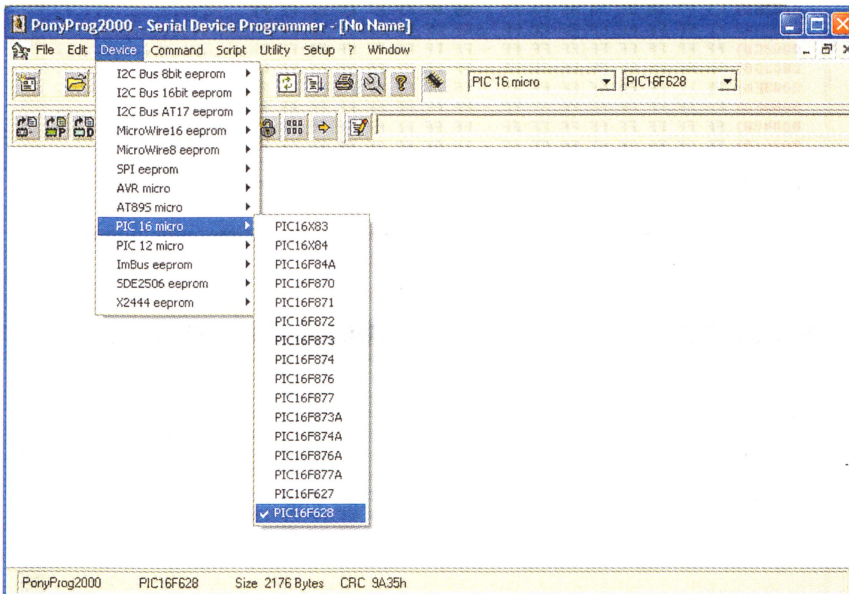 PonyProg2000 - Serial Device Programmer - [No Name]
File Edit Device Command Script Utility Setup ? Window
PIC 16 micro PIC16F628
I2C Bus 8bit eeprom
I2C Bus 16bit eeprom
I2C Bus AT17 eeprom
MicroWire16 eeprom
MicroWire8 eeprom
SPI eeprom
AVR micro
AT89S micro
PIC 16 micro
PIC 12 micro
ImBus eeprom
SDE2506 eeprom
X2444 eeprom
PIC16X83
PIC16X84
PIC16F84A
PIC16F870
PIC16F871
PIC16F872
PIC16F873
PIC16F874
PIC16F876
PIC16F877
PIC16F873A
PIC16F874A
PIC16F876A
PIC16F877A
PIC16F627
PIC16F628
PonyProg2000 PIC16F628 Size 2176 Bytes CRC 9A35h